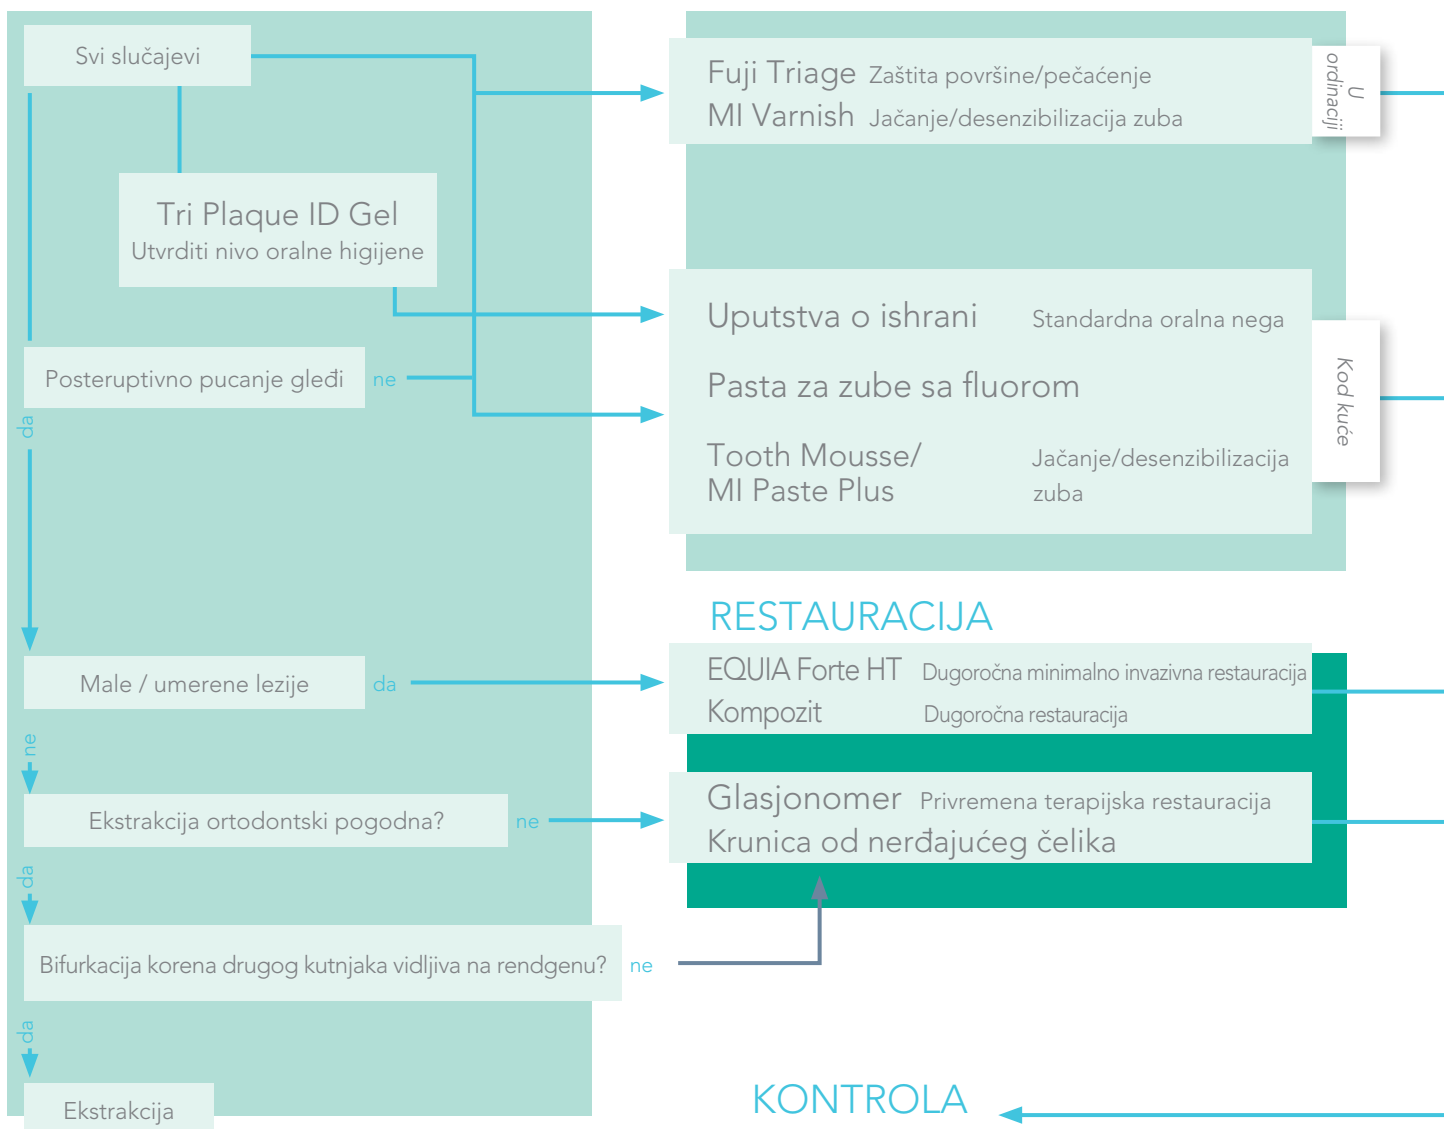 Svi slučajevi
Tri Plaque ID Gel
Utvrditi nivo oralne higijene
Posteruptivno pucanje gleđi
ne
da
Male / umerene lezije
da
ne
Ekstrakcija ortodontski pogodna?
ne
da
Bifurkacija korena drugog kutnjaka vidljiva na rendgenu?
ne
da
Ekstrakcija
Fuji Triage Zaštita površine/pečaćenje
MI Varnish Jačanje/desenzibilizacija zuba
U
ordinaciji
Uputstva o ishrani Standardna oralna nega
Pasta za zube sa fluorom
Tooth Mousse/ Jačanje/desenzibilizacija
MI Paste Plus zuba
Kod kuće
RESTAURACIJA
EQUIA Forte HT Dugoročna minimalno invazivna restauracija
Kompozit Dugoročna restauracija
Glasjonomer Privremena terapijska restauracija
Krunica od nerđajućeg čelika
KONTROLA